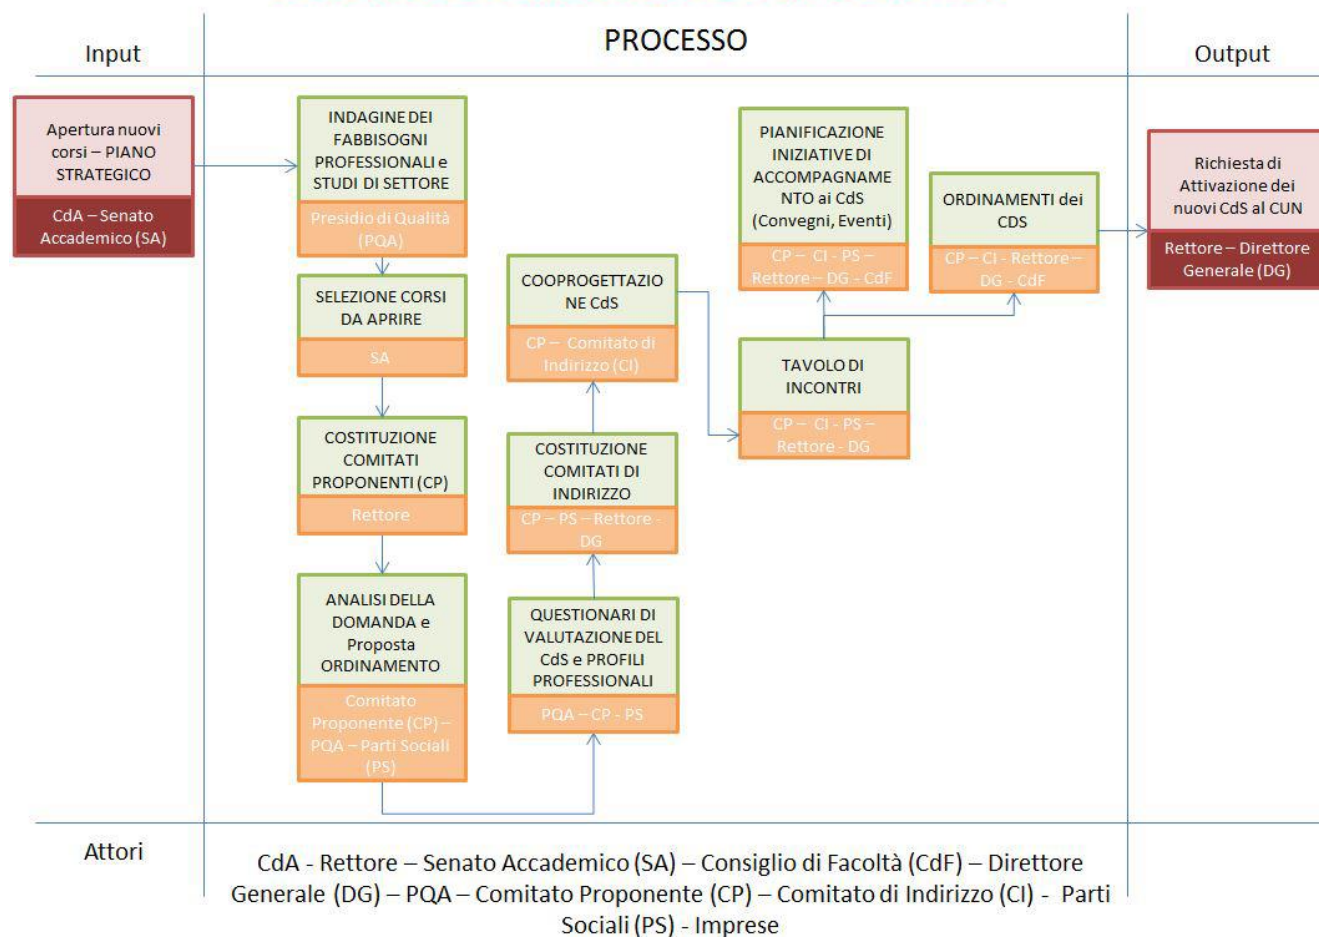 Input
PROCESSO
Output
Apertura nuovi
corsi – PIANO
STRATEGICO
CdA – Senato
Accademico (SA)
INDAGINE DEI
FABBISOGNI
PROFESSIONALI e
STUDI DI SETTORE
Presidio di Qualità
(PQA)
SELEZIONE CORSI
DA APRIRE
SA
COSTITUZIONE
COMITATI
PROPONENTI (CP)
Rettore
ANALISI DELLA
DOMANDA e
Proposta
ORDINAMENTO
Comitato
Proponente (CP) –
PQA – Parti Sociali
(PS)
QUESTIONARI DI
VALUTAZIONE DEL
CdS e PROFILI
PROFESSIONALI
PQA – CP - PS
COSTITUZIONE
COMITATI DI
INDIRIZZO
CP – PS – Rettore -
DG
COOPROGETTAZIO
NE CdS
CP – Comitato di
Indirizzo (CI)
TAVOLO DI
INCONTRI
CP – CI - PS –
Rettore - DG
PIANIFICAZIONE
INIZIATIVE DI
ACCOMPAGNAME
NTO ai CdS
(Convegni, Eventi)
CP – CI - PS –
Rettore – DG - CdF
ORDINAMENTI dei
CDS
CP – CI - Rettore –
DG - CdF
Richiesta di
Attivazione dei
nuovi CdS al CUN
Rettore – Direttore
Generale (DG)
Attori
CdA - Rettore – Senato Accademico (SA) – Consiglio di Facoltà (CdF) – Direttore
Generale (DG) – PQA – Comitato Proponente (CP) – Comitato di Indirizzo (CI) - Parti
Sociali (PS) - Imprese